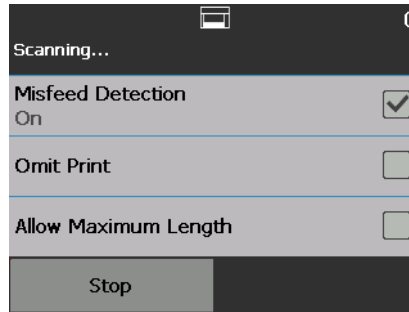 Scanning...
Misfeed Detection
On
Omit Print
Allow Maximum Length
Stop